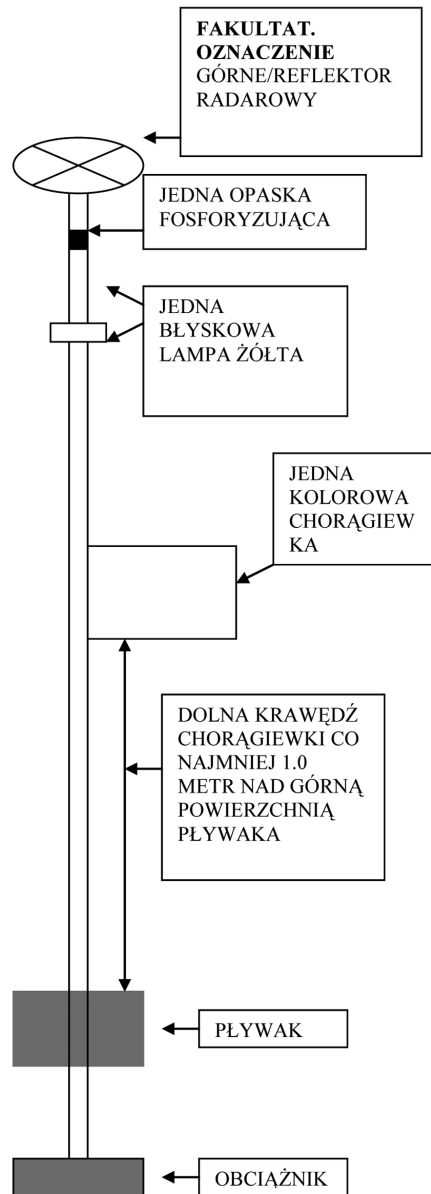 FAKULTAT.
OZNACZENIE
GÓRNE/REFLEKTOR
RADAROWY
JEDNA OPASKA
FOSFORYZUJĄCA
JEDNA
BŁYSKOWA
LAMPA ŻÓŁTA
JEDNA
KOLOROWA
CHORĄGIEW
KA
DOLNA KRAWĘDŹ
CHORĄGIEWKI CO
NAJMNIEJ 1.0
METR NAD GÓRNĄ
POWIERZCHNIĄ
PŁYWAKA
PŁYWAK
OBCIĄŻNIK